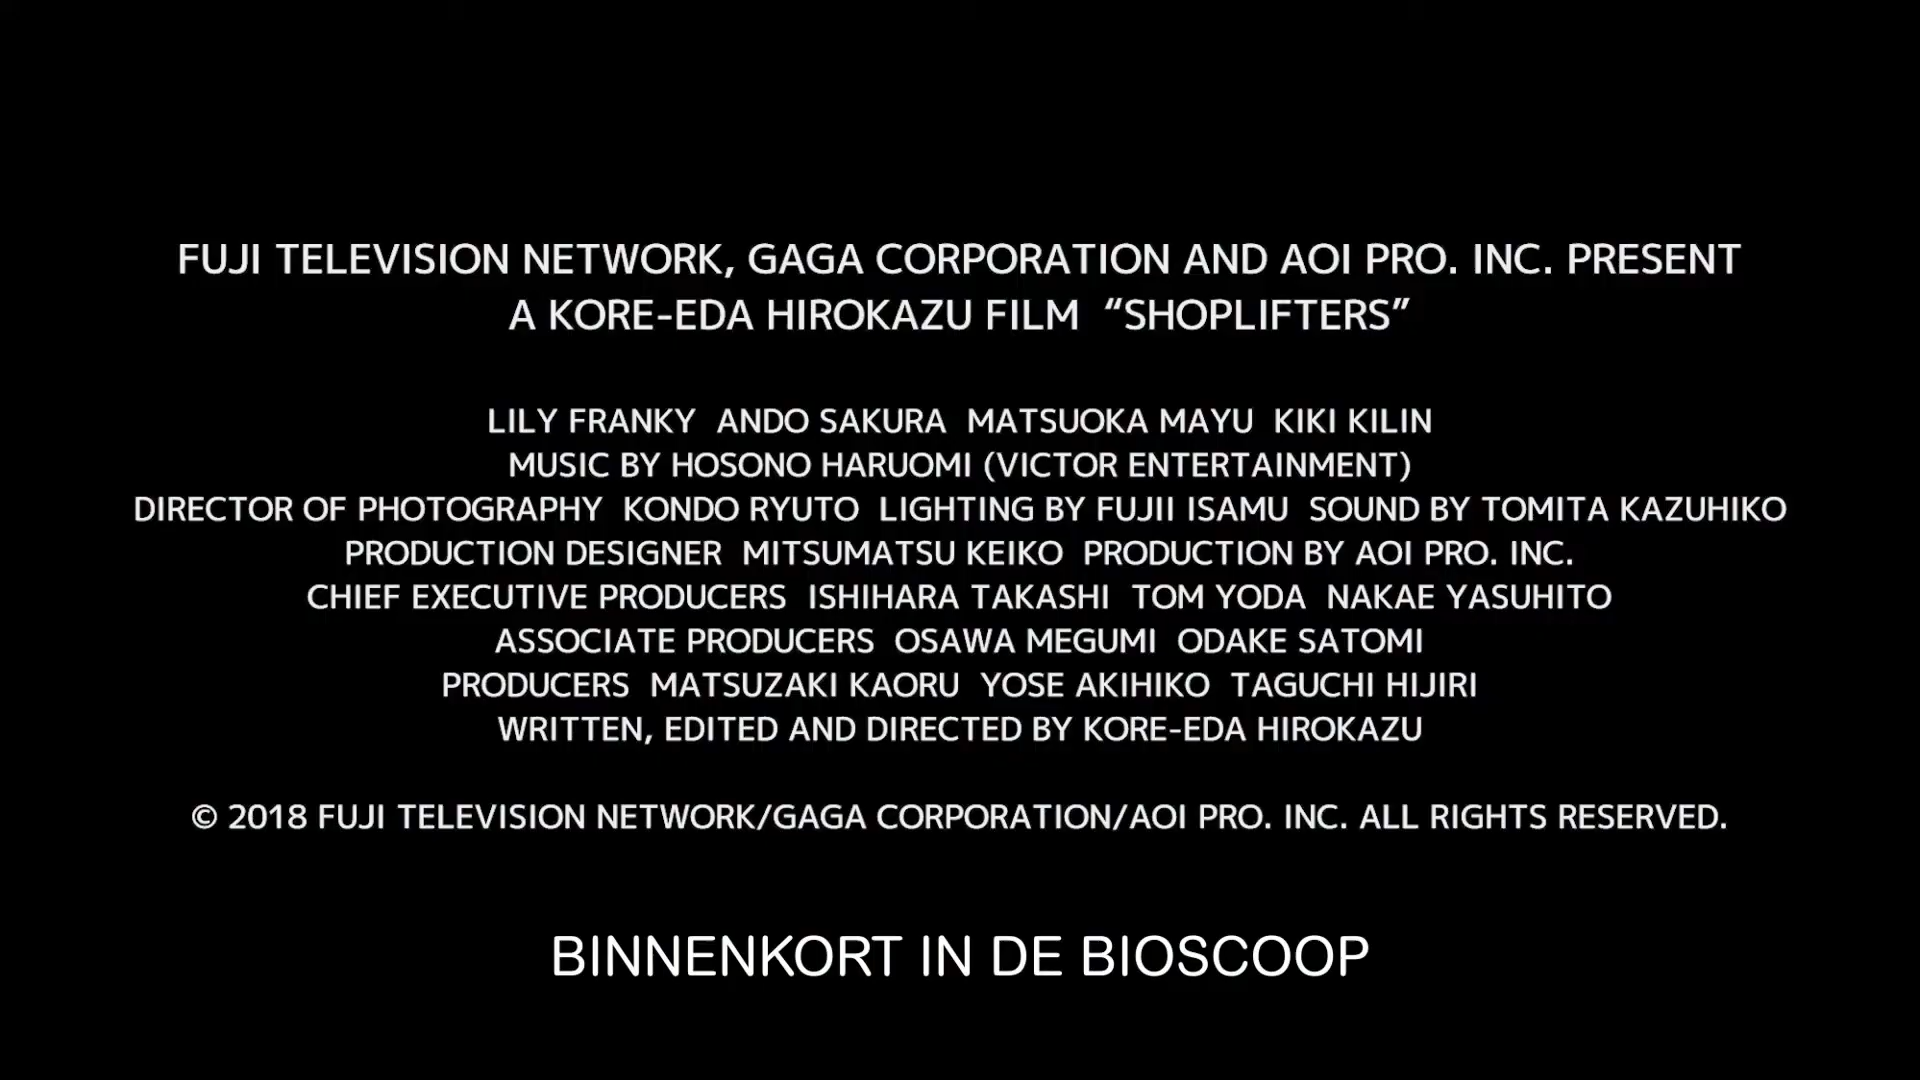 FUJI TELEVISION NETWORK, GAGA CORPORATION AND AOI PRO. INC. PRESENT
A KORE-EDA HIROKAZU FILM “SHOPLIFTERS”
LILY FRANKY ANDO SAKURA MATSUOKA MAYU KIKI KILIN
MUSIC BY HOSONO HARUOMI (VICTOR ENTERTAINMENT)
DIRECTOR OF PHOTOGRAPHY KONDO RYUTO LIGHTING BY FUJII ISAMU SOUND BY TOMITA KAZUHIKO
PRODUCTION DESIGNER MITSUMATSU KEIKO PRODUCTION BY AOI PRO. INC.
CHIEF EXECUTIVE PRODUCERS ISHIHARA TAKASHI TOM YODA NAKAE YASUHITO
ASSOCIATE PRODUCERS OSAWA MEGUMI ODAKE SATOMI
PRODUCERS MATSUZAKI KAORU YOSE AKIHIKO TAGUCHI HIJIRI
WRITTEN, EDITED AND DIRECTED BY KORE-EDA HIROKAZU
© 2018 FUJI TELEVISION NETWORK/GAGA CORPORATION/AOI PRO. INC. ALL RIGHTS RESERVED.
BINNENKORT IN DE BIOSCOOP